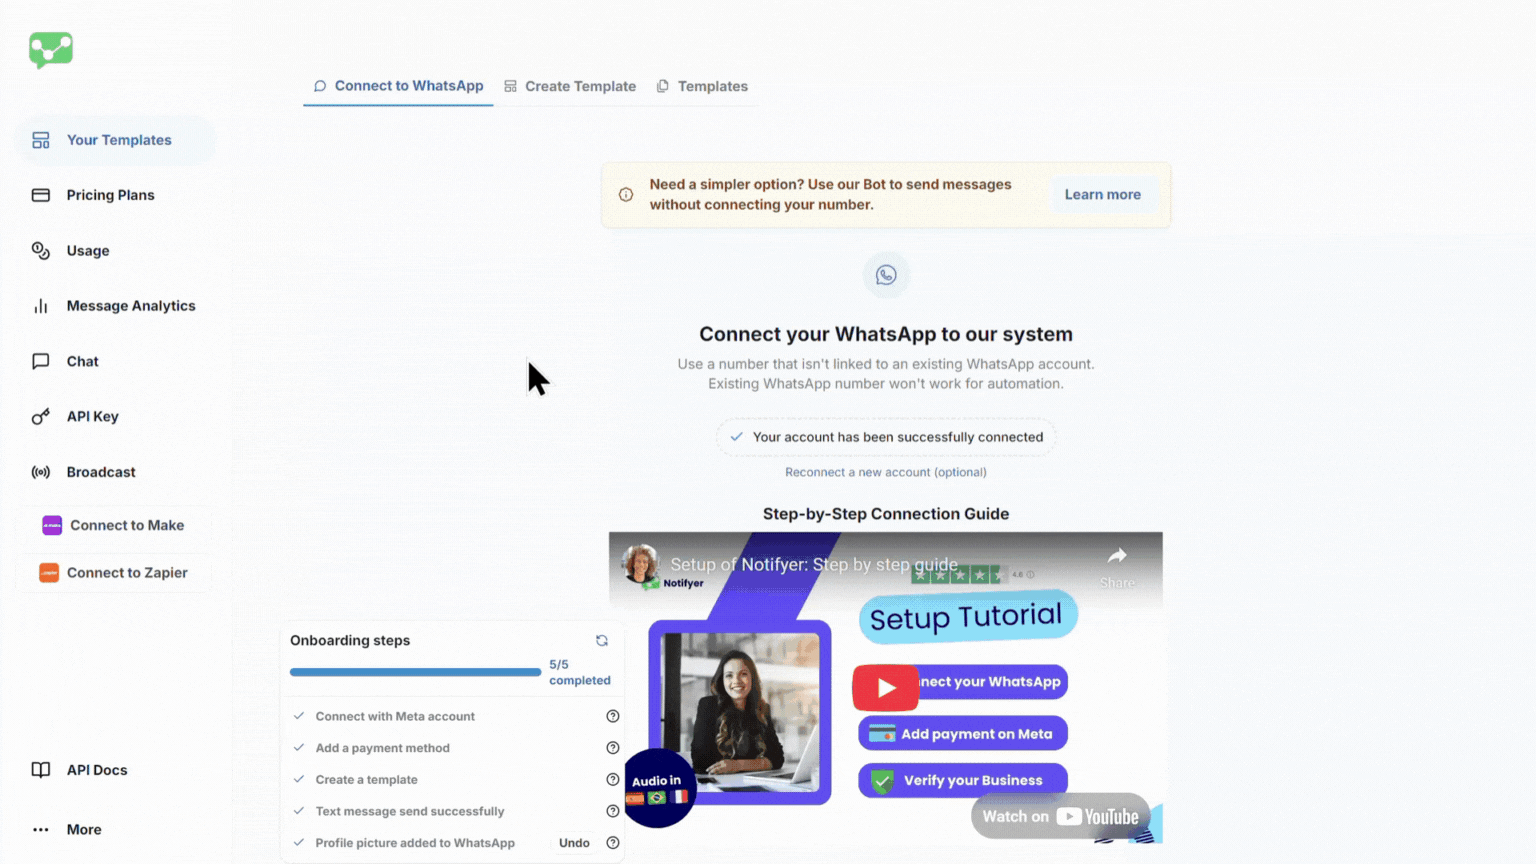 Connect to WhatsApp
Create Template
Templates
Your Templates
Pricing Plans
Usage
Message Analytics
Chat
API Key
Broadcast
Connect to Make
Connect to Zapier
API Docs
More
Need a simpler option? Use our Bot to send messages
without connecting your number.
Learn more
Connect your WhatsApp to our system
Use a number that isn't linked to an existing WhatsApp account.
Existing WhatsApp number won't work for automation.
Your account has been successfully connected
Reconnect a new account (optional)
Step-by-Step Connection Guide
Setup of Notifyer: Step by step guide
Share
Notifyer
4.6
Setup Tutorial
nect your WhatsApp
Add payment on Meta
Verify your Business
Audio in
Watch on YouTube
Onboarding steps
5/5
completed
Connect with Meta account
Add a payment method
Create a template
Text message send successfully
Profile picture added to WhatsApp
Undo